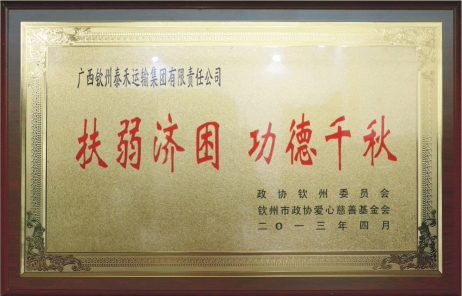 广西钦州泰禾运输集团有限责任公司
扶弱济困 功德千秋
政协钦州委员会
钦州市政协爱心慈善基金会
二〇一三年四月